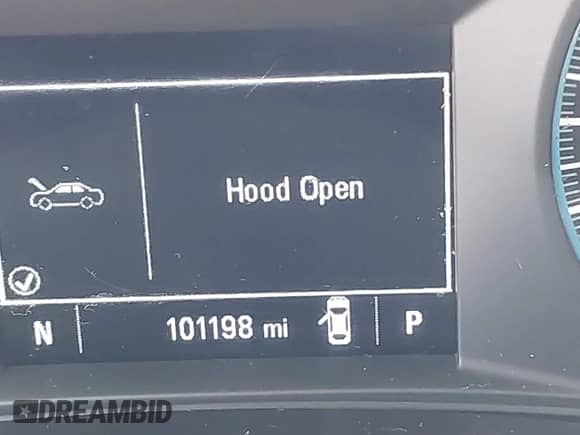 Hood Open
N 101198 mi P
DREAMBID